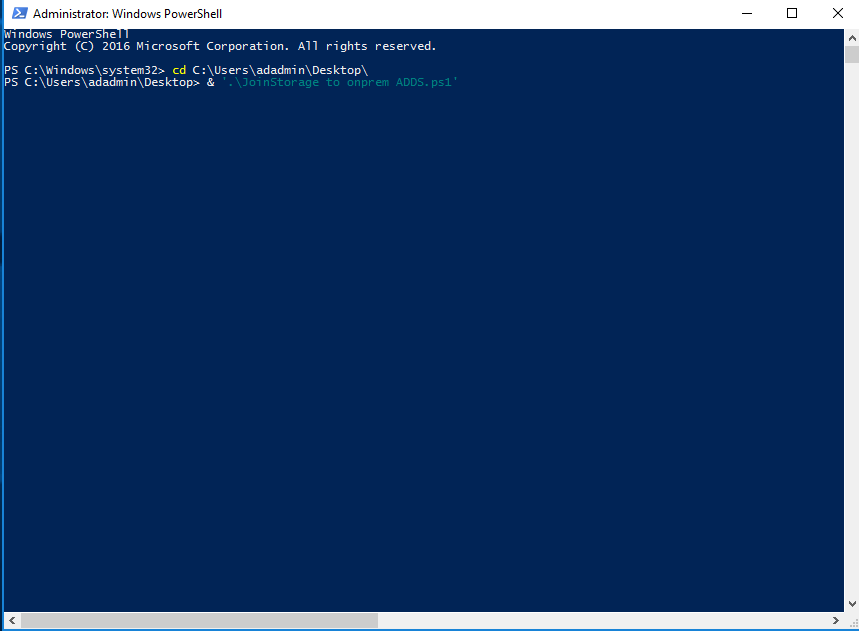 Administrator: Windows PowerShell
Windows PowerShell
Copyright (C) 2016 Microsoft Corporation. All rights reserved.
PS C:\Windows\system32> cd C:\Users\adadmin\Desktop\
PS C:\Users\adadmin\Desktop> & '.\JoinStorage to onprem ADDS.ps1'